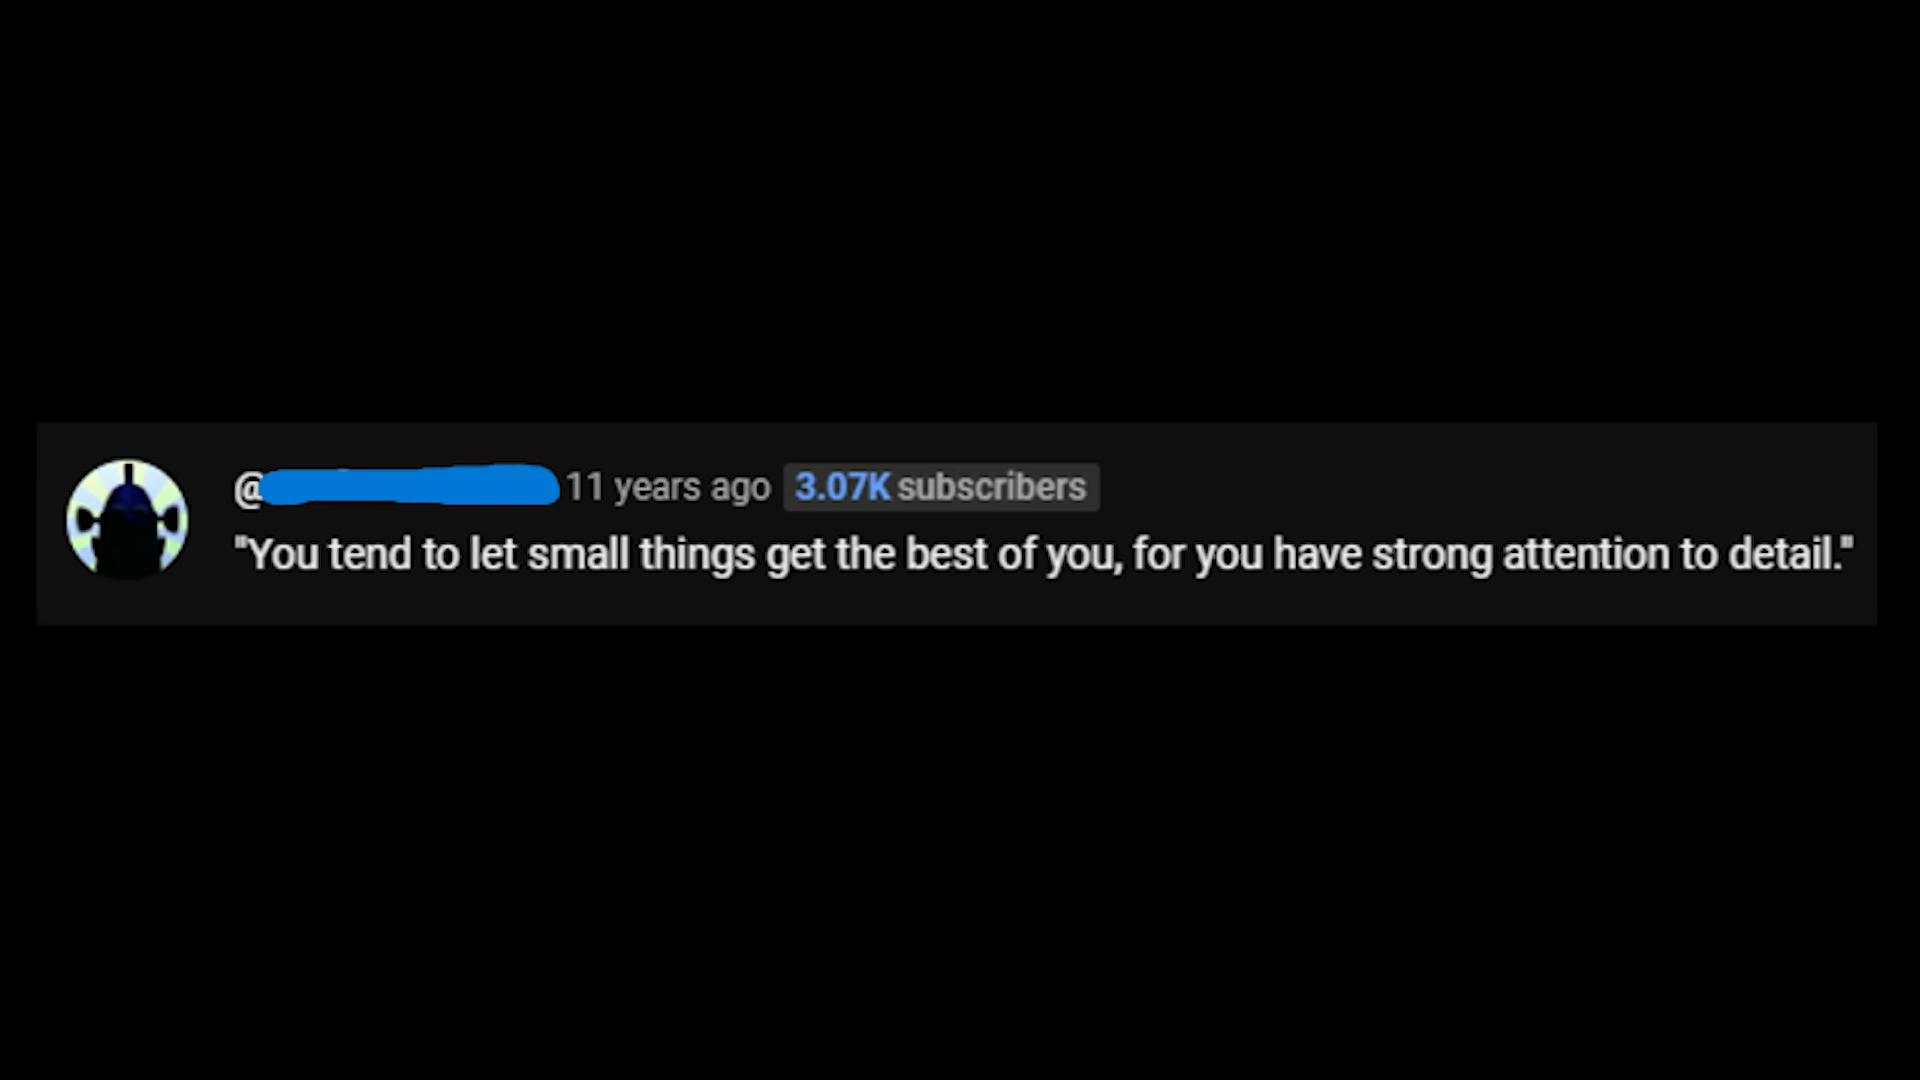 @ 11 years ago 3.07K subscribers
"You tend to let small things get the best of you, for you have strong attention to detail."